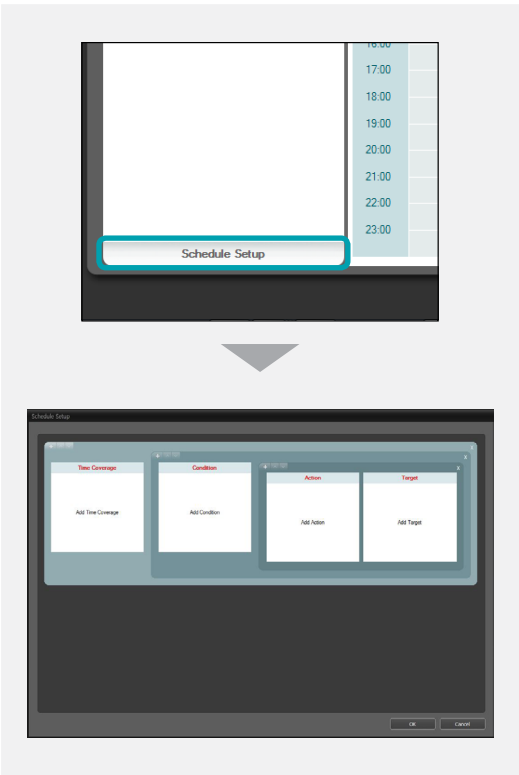 16:00
17:00
18:00
19:00
20:00
21:00
22:00
23:00
Schedule Setup
Schedule Setup
x
x
x
Time Coverage
Condition
Action
Target
Add Time Coverage
Add Condition
Add Action
Add Target
OK
Cancel